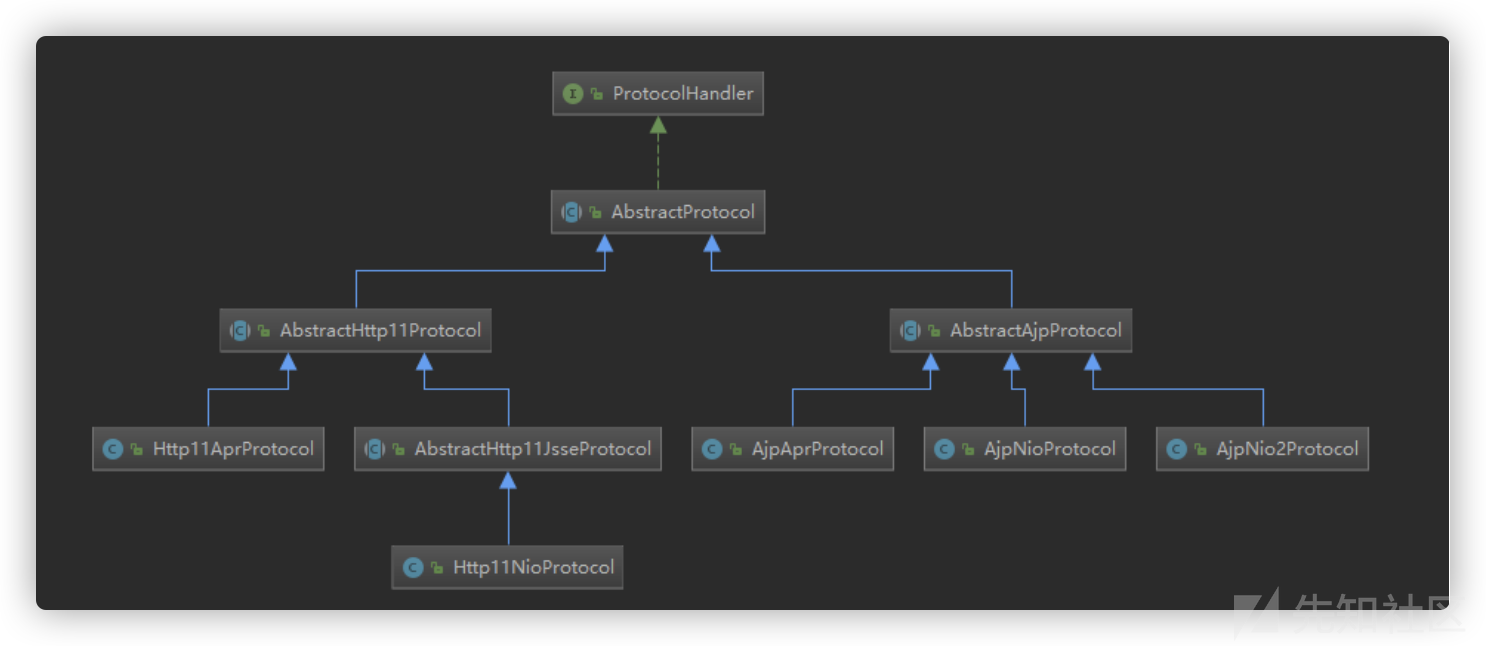 ProtocolHandler
AbstractProtocol
AbstractHttp11Protocol
AbstractAjpProtocol
Http11AprProtocol
AbstractHttp11JsseProtocol
AjpAprProtocol
AjpNioProtocol
AjpNio2Protocol
Http11NioProtocol
先知社区